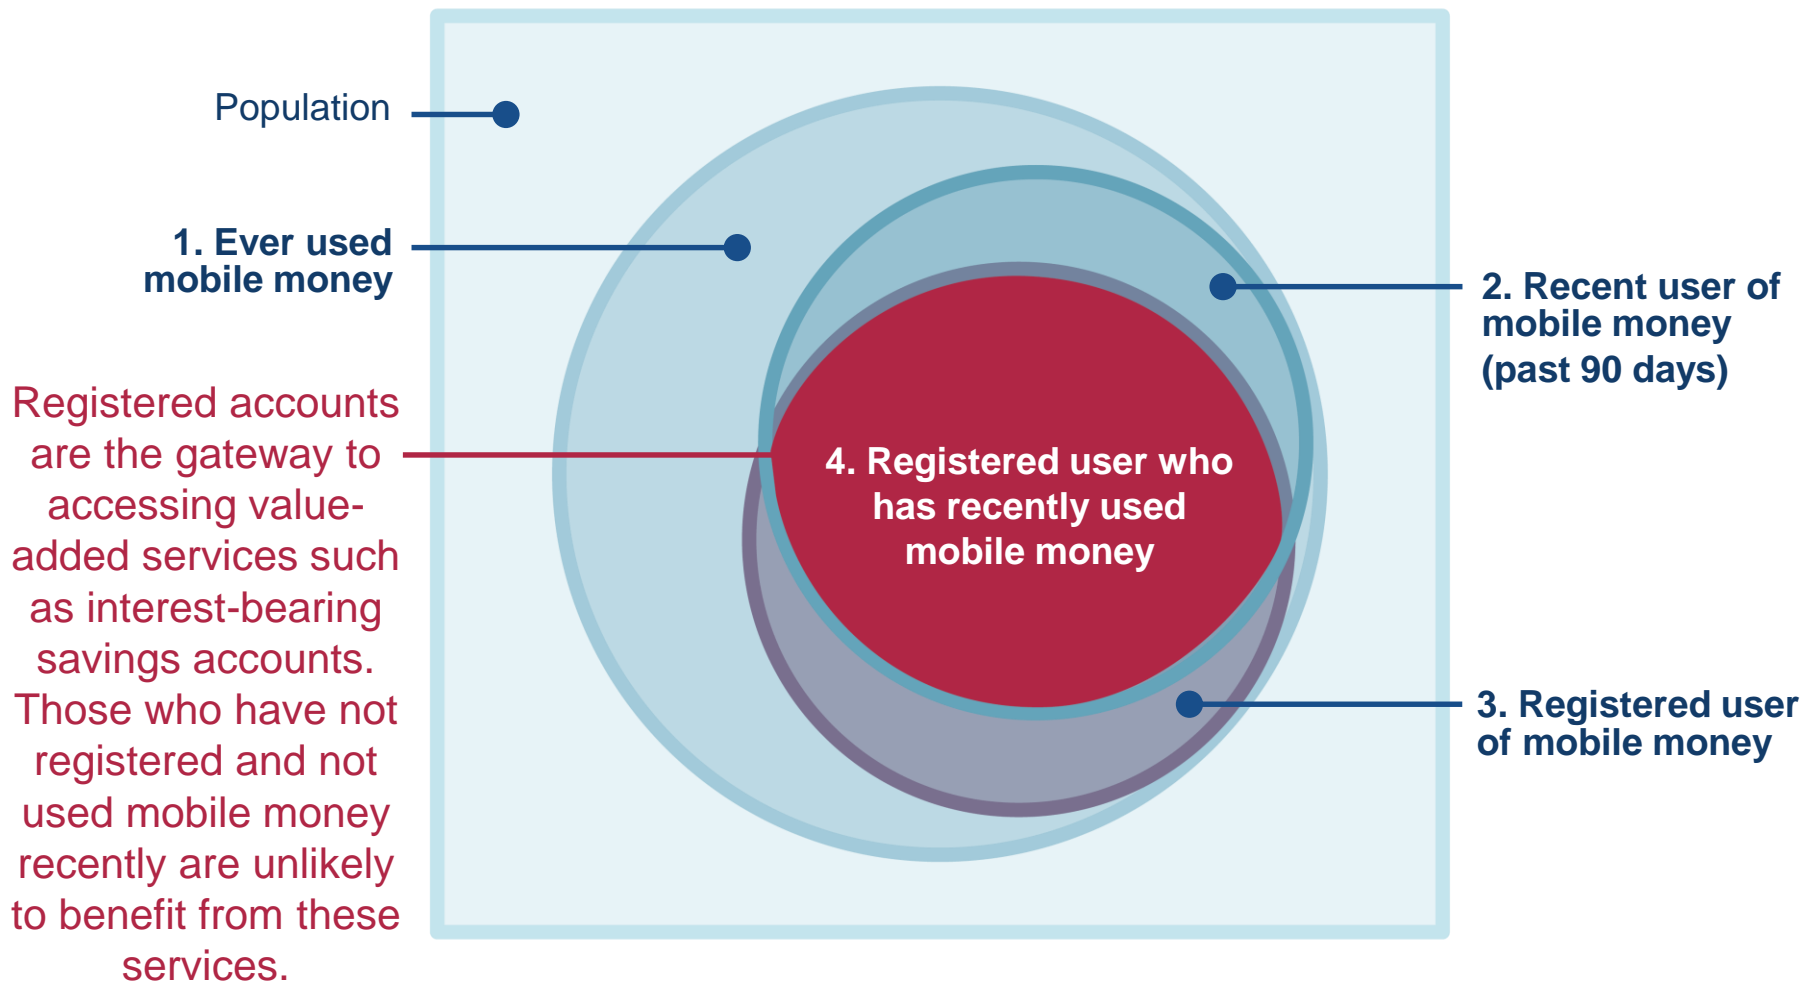 Population
1. Ever used
mobile money
Registered accounts
are the gateway to
accessing value-
added services such
as interest-bearing
savings accounts.
Those who have not
registered and not
used mobile money
recently are unlikely
to benefit from these
services.
4. Registered user who
has recently used
mobile money
2. Recent user of
mobile money
(past 90 days)
3. Registered user
of mobile money